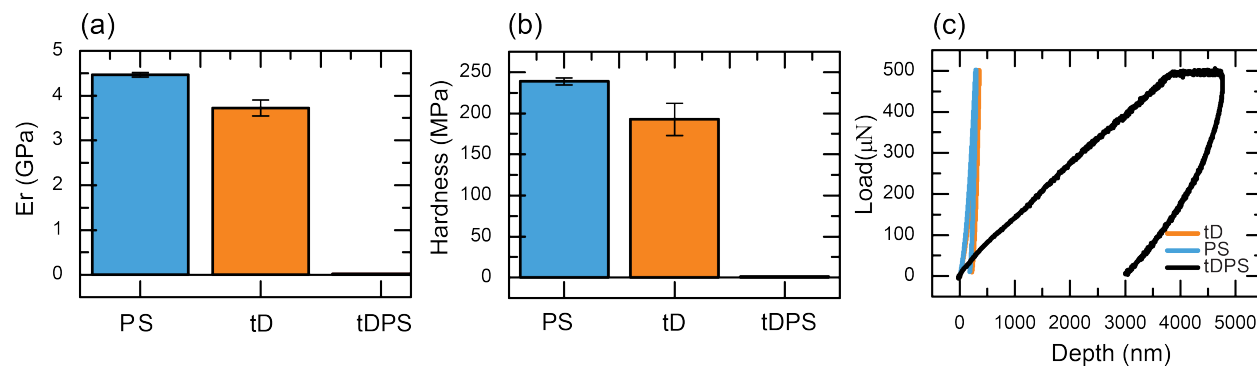 (a)
5
4
3
2
1
0
Er (GPa)
PS
tD
tDPS
(b)
250
200
150
100
50
0
Hardness (MPa)
PS
tD
tDPS
(c)
500
400
300
200
100
0
Load(μN)
tD
PS
tDPS
0 1000 2000 3000 4000 5000
Depth (nm)